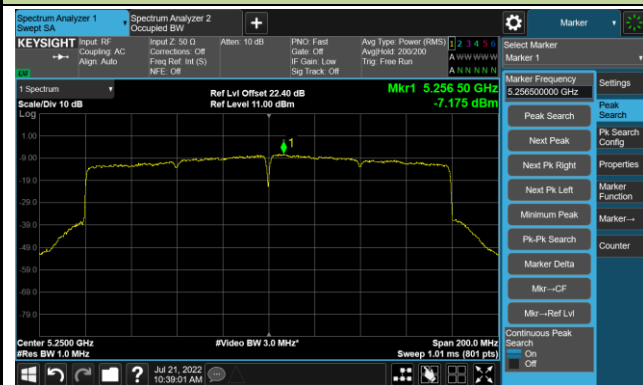 Spectrum Analyzer 1
Swept SA
Spectrum Analyzer 2
Occupied BW
Marker
KEYSIGHT
Input: RF
Coupling: AC
Align: Auto
Input Z: 50 Ω
Corrections: Off
Freq Ref: Int (S)
NFE: Off
Atten: 10 dB
PNO: Fast
Gate: Off
IF Gain: Low
Sig Track: Off
Avg Type: Power (RMS)
Avg|Hold: 200/200
Trig: Free Run
1 2 3 4 5 6
A W W W W W
A N N N N N
Select Marker
Marker 1
1 Spectrum
Scale/Div 10 dB
Log
Ref Lvl Offset 22.40 dB
Ref Level 11.00 dBm
Mkr1 5.256 50 GHz
-7.175 dBm
1
1.00
-9.00
-19.0
-29.0
-39.0
-49.0
-59.0
-69.0
-79.0
Center 5.2500 GHz
#Res BW 1.0 MHz
#Video BW 3.0 MHz*
Span 200.0 MHz
Sweep 1.01 ms (801 pts)
Marker Frequency
5.256500000 GHz
Peak Search
Next Peak
Next Pk Right
Next Pk Left
Minimum Peak
Pk-Pk Search
Marker Delta
Mkr→CF
Mkr→Ref Lvl
Continuous Peak
Search
On
Off
Settings
Peak
Search
Pk Search
Config
Properties
Marker
Function
Marker→
Counter
?
Jul 21, 2022
10:39:01 AM